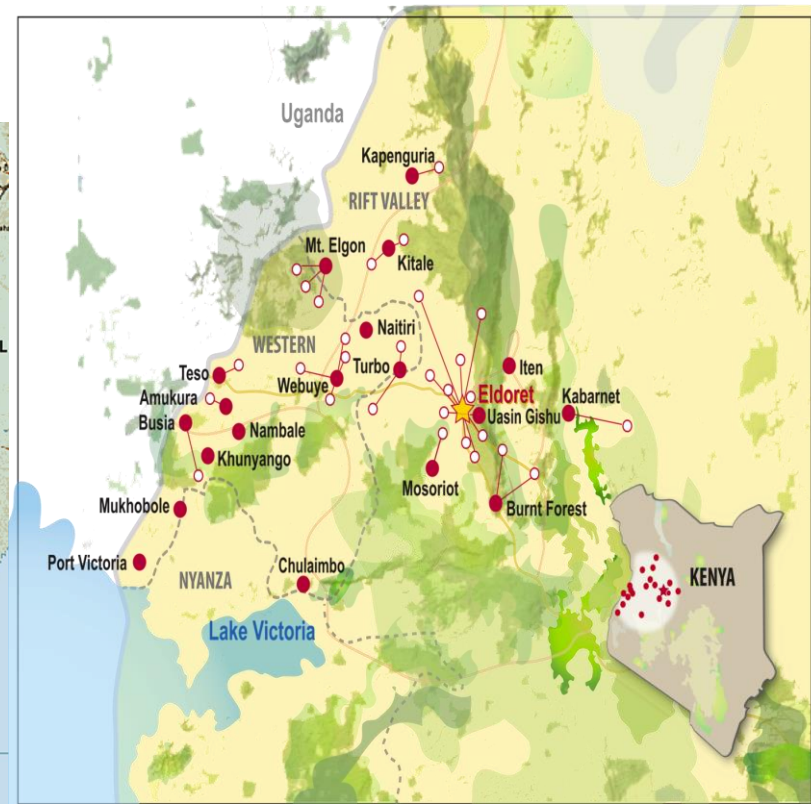 Uganda
Kapenguria
RIFT VALLEY
Mt. Elgon
Kitale
Naitiri
WESTERN
Turbo
Webuye
Teso
Iten
Amukura
Eldoret
Kabarnet
Busia
Uasin Gishu
Nambale
Khunyango
Mosoriot
Mukhobole
Burnt Forest
Port Victoria
NYANZA
Chulaimbo
KENYA
Lake Victoria
L